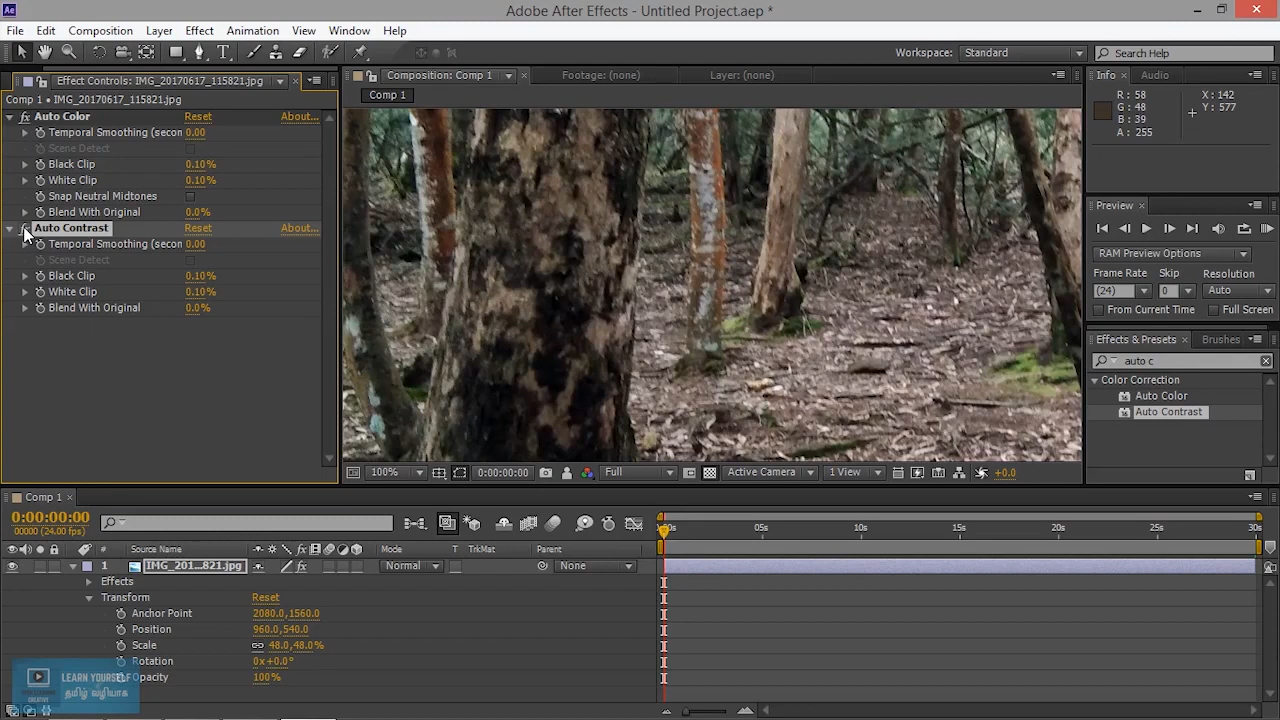 Ae
Adobe After Effects - Untitled Project.aep *
File Edit Composition Layer Effect Animation View Window Help
Workspace: Standard Search Help
Effect Controls: IMG_20170617_115821.jpg
Comp 1 • IMG_20170617_115821.jpg
fx Auto Color Reset About...
Temporal Smoothing (secon 0.00
Scene Detect
Black Clip 0.10%
White Clip 0.10%
Snap Neutral Midtones
Blend With Original 0.0%
Auto Contrast Reset About...
Temporal Smoothing (secon 0.00
Scene Detect
Black Clip 0.10%
White Clip 0.10%
Blend With Original 0.0%
Composition: Comp 1 Footage: (none) Layer: (none)
Comp 1
100% 0:00:00:00 Full Active Camera 1 View +0.0
Info Audio
R: 58 X: 142
G: 48 Y: 577
B: 39
A: 255
Preview
RAM Preview Options
Frame Rate Skip Resolution
(24) 0 Auto
From Current Time Full Screen
Effects & Presets Brushes
auto c
Color Correction
Auto Color
Auto Contrast
Comp 1
0:00:00:00
00000 (24.00 fps)
# Source Name Mode T TrkMat Parent
05s 10s 15s 20s 25s 30s
1 IMG_201...821.jpg Normal None
Effects
Transform Reset
Anchor Point 2080.0,1560.0
Position 960.0,540.0
Scale 48.0,48.0%
Rotation 0x+0.0°
Opacity 100%
LEARN YOURSELF
தமிழ் வழியாக
CREATIVE